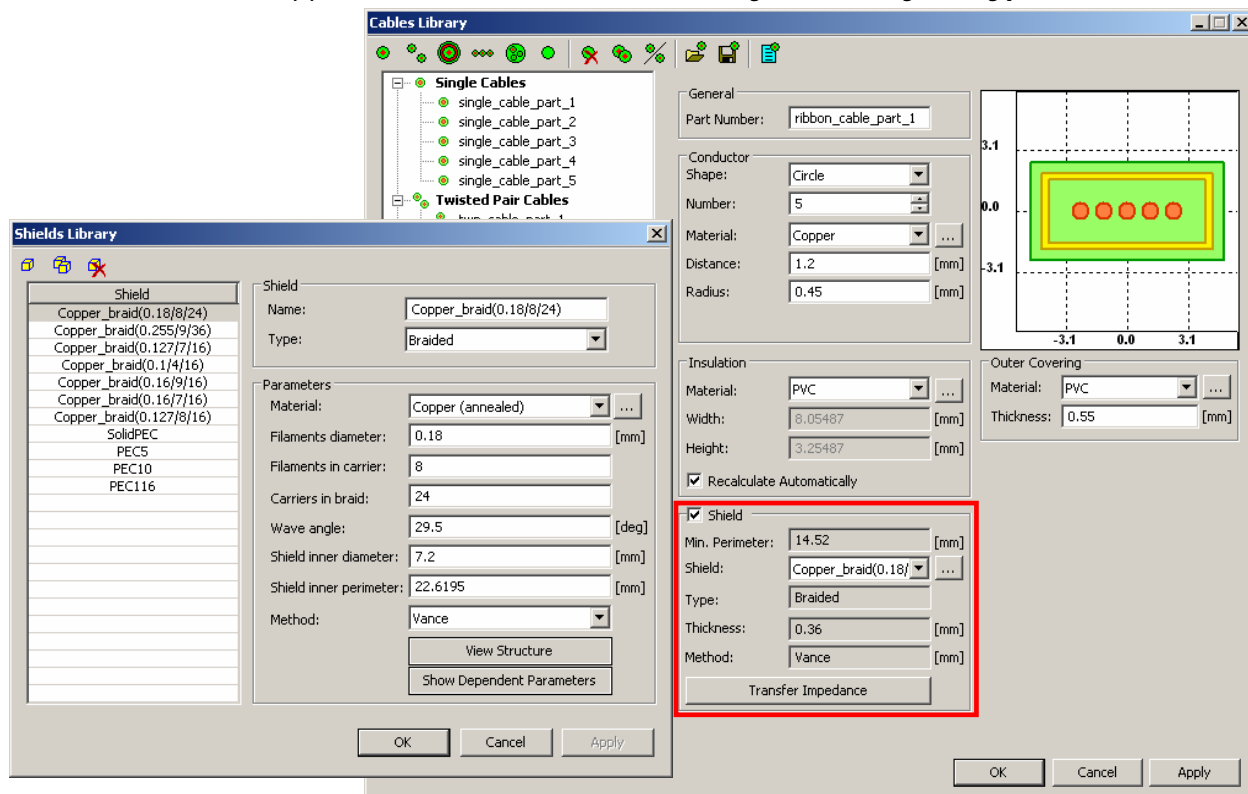 Cables Library
Single Cables
single_cable_part_1
single_cable_part_2
single_cable_part_3
single_cable_part_4
single_cable_part_5
Twisted Pair Cables
General
Part Number: ribbon_cable_part_1
Conductor
Shape: Circle
Number: 5
Material: Copper ...
Distance: 1.2 [mm]
Radius: 0.45 [mm]
3.1
0.0
-3.1
-3.1 0.0 3.1
Insulation
Material: PVC ...
Width: 8.05487 [mm]
Height: 3.25487 [mm]
Recalculate Automatically
Outer Covering
Material: PVC ...
Thickness: 0.55 [mm]
Shield
Min. Perimeter: 14.52 [mm]
Shield: Copper_braid(0.18/ ...
Type: Braided
Thickness: 0.36 [mm]
Method: Vance [mm]
Transfer Impedance
OK Cancel Apply
Shields Library
Shield
Copper_braid(0.18/8/24)
Copper_braid(0.255/9/36)
Copper_braid(0.127/7/16)
Copper_braid(0.1/4/16)
Copper_braid(0.16/9/16)
Copper_braid(0.16/7/16)
Copper_braid(0.127/8/16)
SolidPEC
PEC5
PEC10
PEC116
Shield
Name: Copper_braid(0.18/8/24)
Type: Braided
Parameters
Material: Copper (annealed) ...
Filaments diameter: 0.18 [mm]
Filaments in carrier: 8
Carriers in braid: 24
Wave angle: 29.5 [deg]
Shield inner diameter: 7.2 [mm]
Shield inner perimeter: 22.6195 [mm]
Method: Vance
View Structure
Show Dependent Parameters
OK Cancel Apply